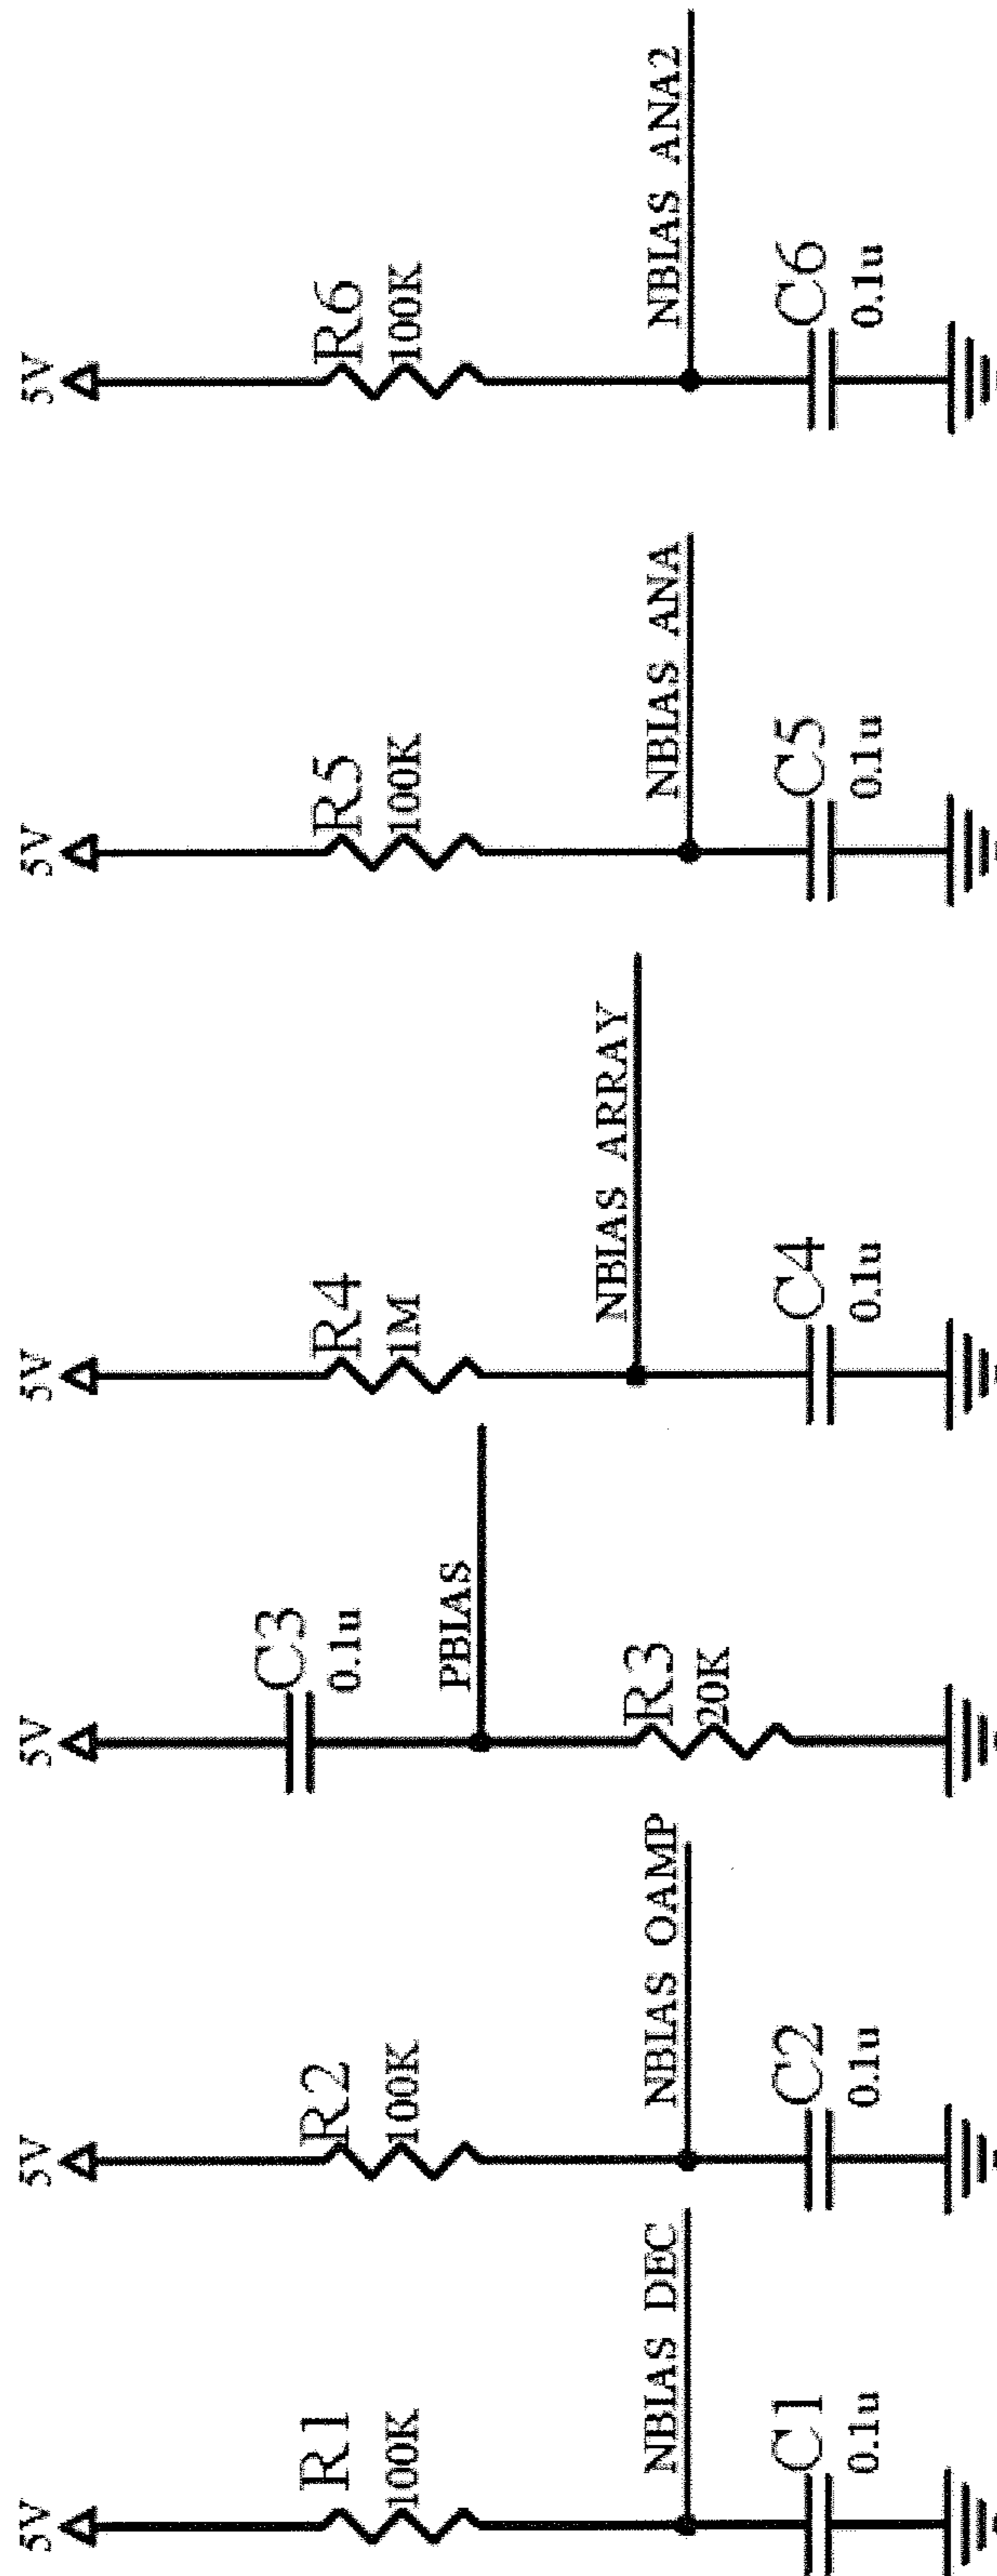 5V
R1
100K
NBIAS DEC
C1
0.1u
5V
R2
100K
NBIAS OAMP
C2
0.1u
5V
C3
0.1u
PBIAS
R3
20K
5V
R4
1M
NBIAS ARRAY
C4
0.1u
5V
R5
100K
NBIAS ANA
C5
0.1u
5V
R6
100K
NBIAS ANA2
C6
0.1u